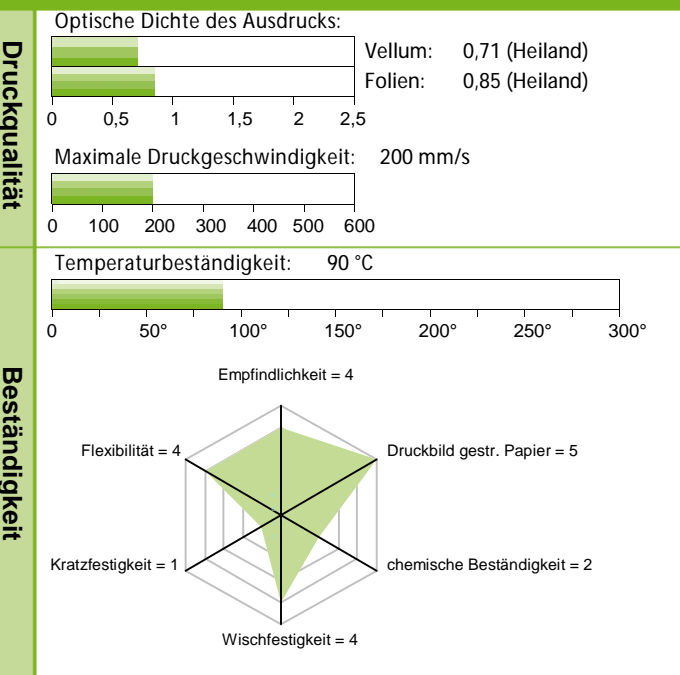 Druckqualität
Optische Dichte des Ausdrucks:
Vellum: 0,71 (Heiland)
Folien: 0,85 (Heiland)
0 0,5 1 1,5 2 2,5
Maximale Druckgeschwindigkeit: 200 mm/s
0 100 200 300 400 500 600
Beständigkeit
Temperaturbeständigkeit: 90 °C
0 50° 100° 150° 200° 250° 300°
Empfindlichkeit = 4
Flexibilität = 4
Druckbild gestr. Papier = 5
Kratzfestigkeit = 1
chemische Beständigkeit = 2
Wischfestigkeit = 4